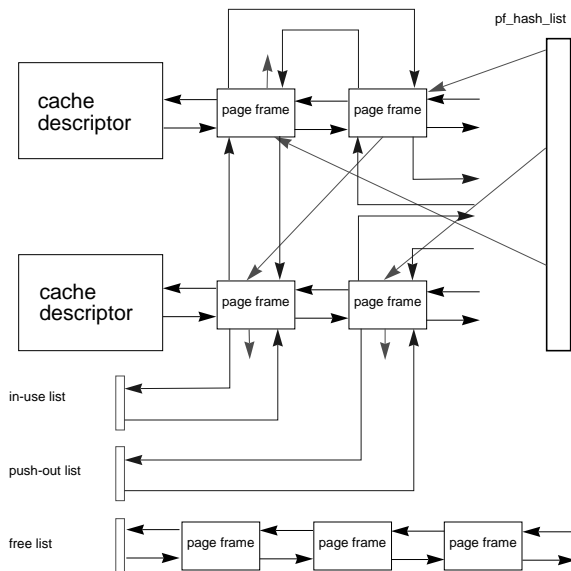 pf_hash_list
cache
descriptor
page frame
page frame
cache
descriptor
page frame
page frame
in-use list
push-out list
free list
page frame
page frame
page frame